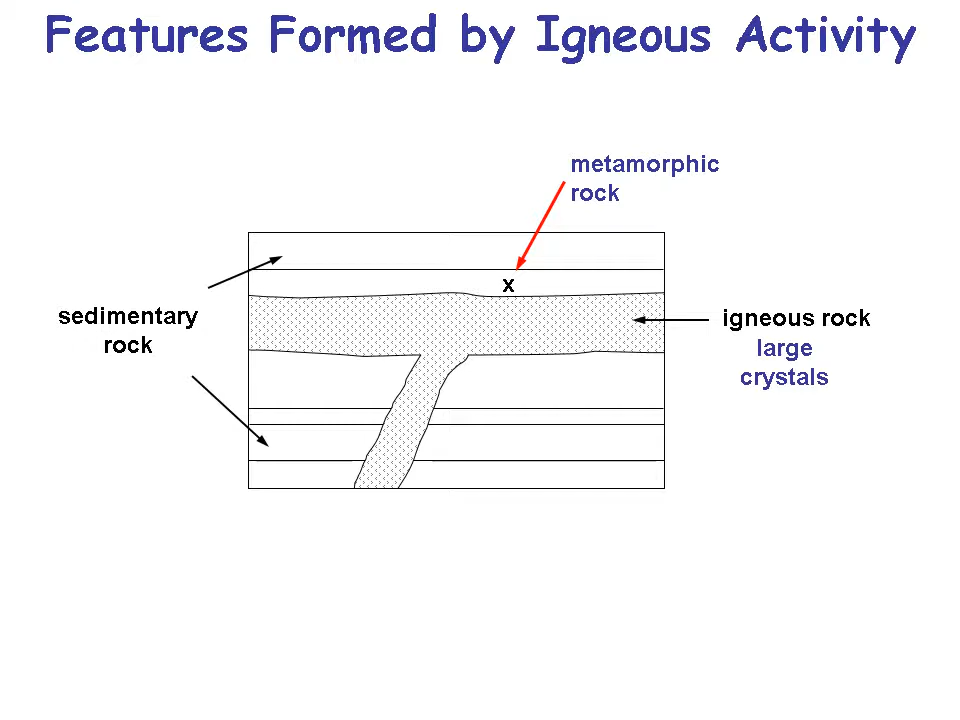 Features Formed by Igneous Activity
metamorphic
rock
x
sedimentary
rock
igneous rock
large
crystals